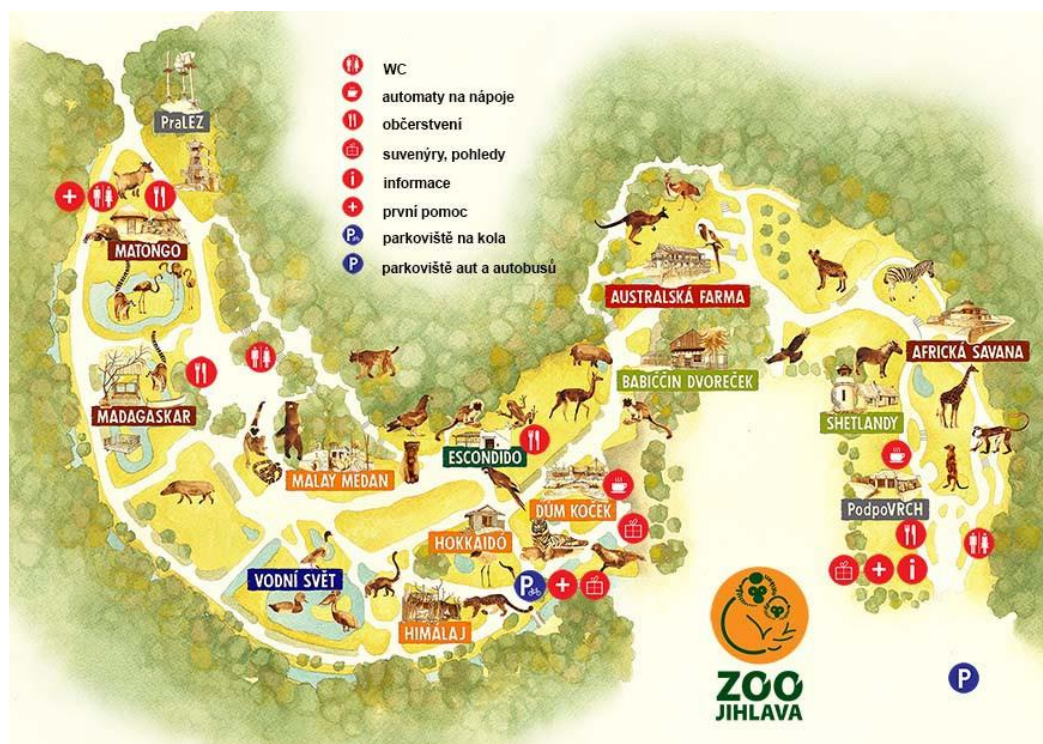 WC
automaty na nápoje
občerstvení
suvenýry, pohledy
informace
první pomoc
parkoviště na kola
parkoviště aut a autobusů
PraLEZ
MATONGO
MADAGASKAR
MALAY MEDAN
ESCONDIDO
DŮM KOČEK
HOKKAIDÓ
VODNÍ SVĚT
HIMÁLAJ
AUSTRALSKÁ FARMA
BABIČČIN DVOREČEK
AFRICKÁ SAVANA
SHETLANDY
PodpoVRCH
P
P
P
P
ZOO
JIHLAVA